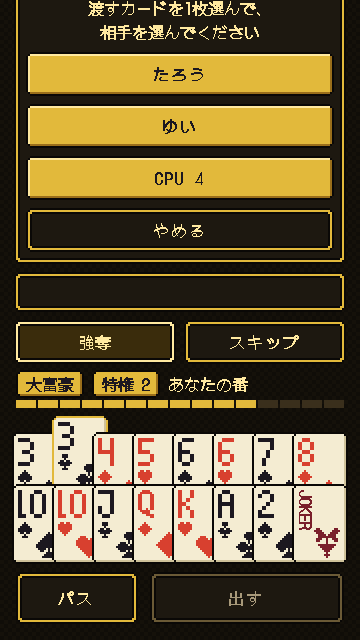 渡すカードを1枚選んで、
相手を選んでください
たろう
ゆい
CPU 4
やめる
強奪
スキップ
大富豪
特権 2
あなたの番
3
3
4
5
6
6
7
8
10
10
J
Q
K
A
2
JOKER
パス
出す